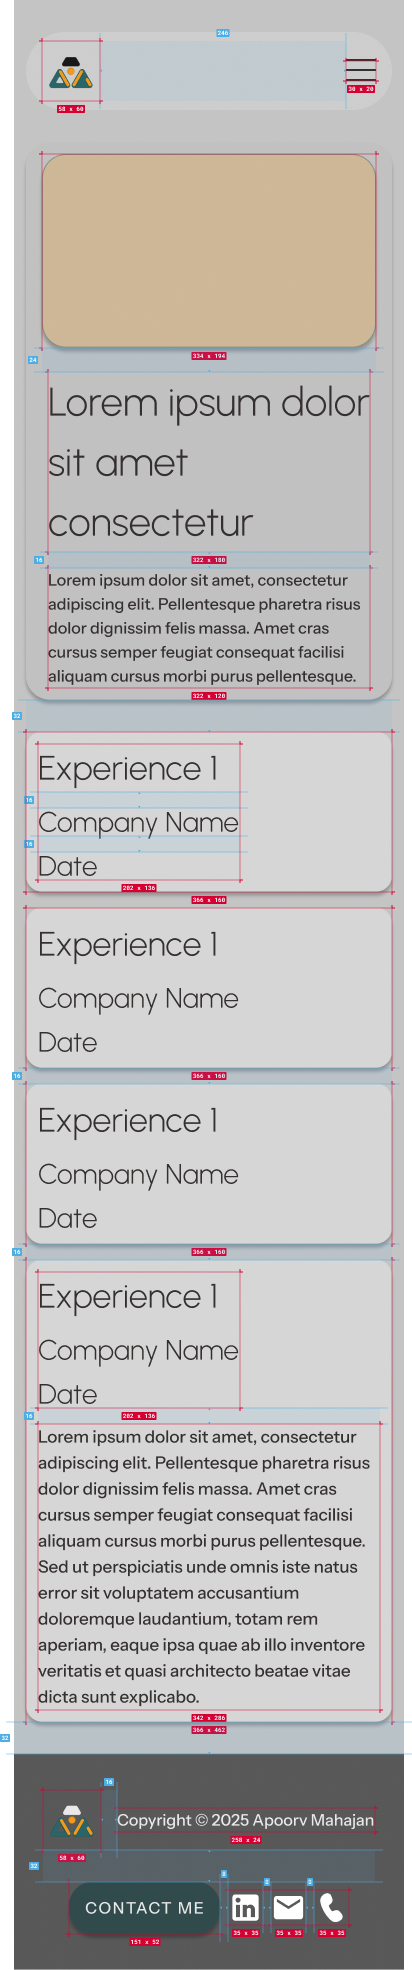 246
58 x 60
30 x 20
334 x 194
24
Lorem ipsum dolor
sit amet
consectetur
16
322 x 180
Lorem ipsum dolor sit amet, consectetur
adipiscing elit. Pellentesque pharetra risus
dolor dignissim felis massa. Amet cras
cursus semper feugiat consequat facilisi
aliquam cursus morbi purus pellentesque.
322 x 120
32
Experience 1
16
Company Name
16
Date
202 x 136
366 x 160
Experience 1
Company Name
Date
16
366 x 160
Experience 1
Company Name
Date
16
366 x 160
Experience 1
Company Name
Date
16
202 x 136
Lorem ipsum dolor sit amet, consectetur
adipiscing elit. Pellentesque pharetra risus
dolor dignissim felis massa. Amet cras
cursus semper feugiat consequat facilisi
aliquam cursus morbi purus pellentesque.
Sed ut perspiciatis unde omnis iste natus
error sit voluptatem accusantium
doloremque laudantium, totam rem
aperiam, eaque ipsa quae ab illo inventore
veritatis et quasi architecto beatae vitae
dicta sunt explicabo.
342 x 286
366 x 462
32
16
Copyright © 2025 Apoorv Mahajan
258 x 24
58 x 60
32
8
CONTACT ME
in
35 x 35
35 x 35
35 x 35
151 x 52